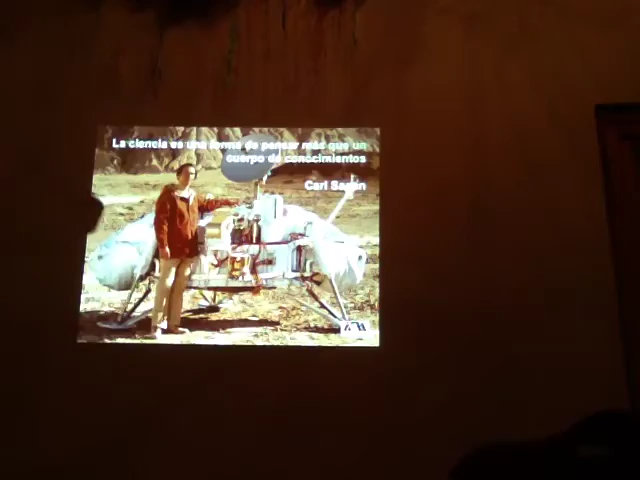 La ciencia es una forma de pensar más que un
cuerpo de conocimientos
Carl Sagan